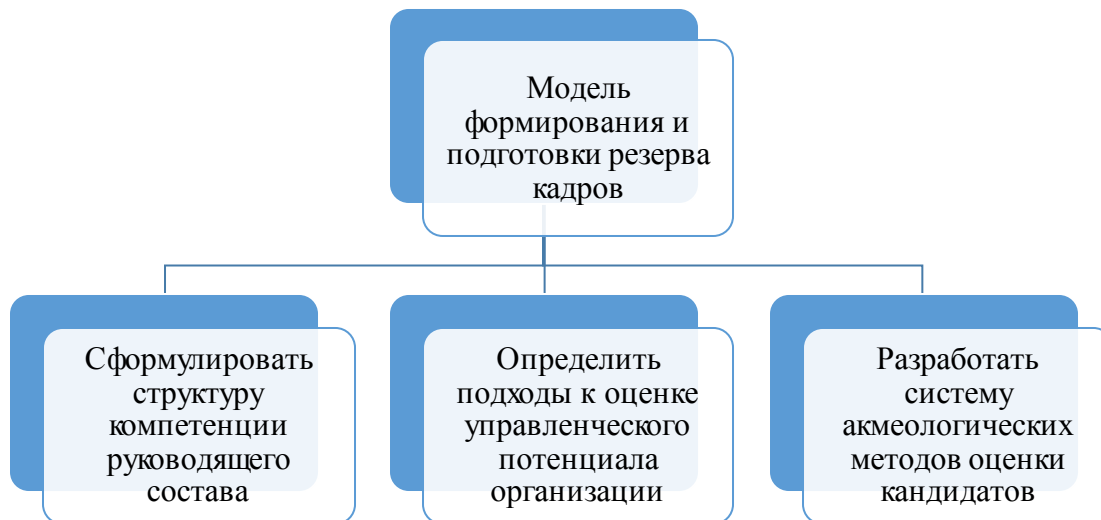 Модель
формирования и
подготовки резерва
кадров
Сформулировать
структуру
компетенции
руководящего
состава
Определить
подходы к оценке
управленческого
потенциала
организации
Разработать
систему
акмеологических
методов оценки
кандидатов